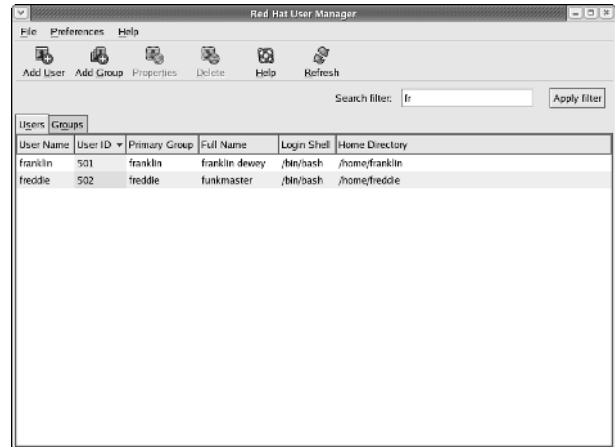 Red Hat User Manager
File Preferences Help
Add User Add Group Properties Delete Help Refresh
Search filter: fr Apply filter
Users Groups
User Name User ID Primary Group Full Name Login Shell Home Directory
franklin 501 franklin franklin dewey /bin/bash /home/franklin
freddie 502 freddie funkmaster /bin/bash /home/freddie